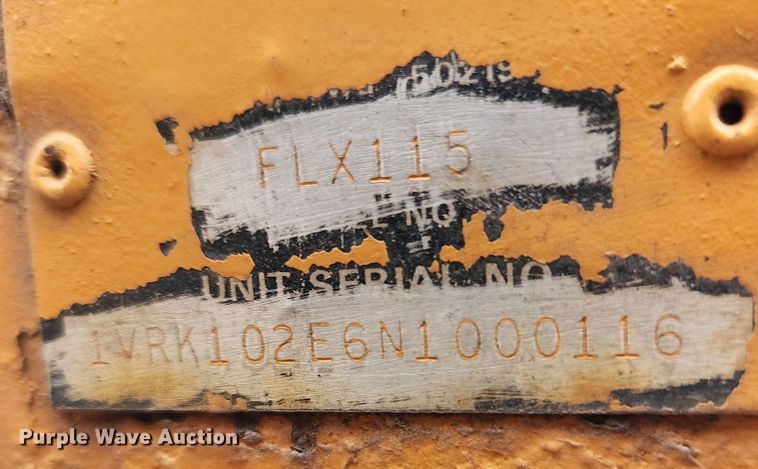 FLX115
UNIT SERIAL NO
1VRK102E6N1000116
Purple Wave Auction